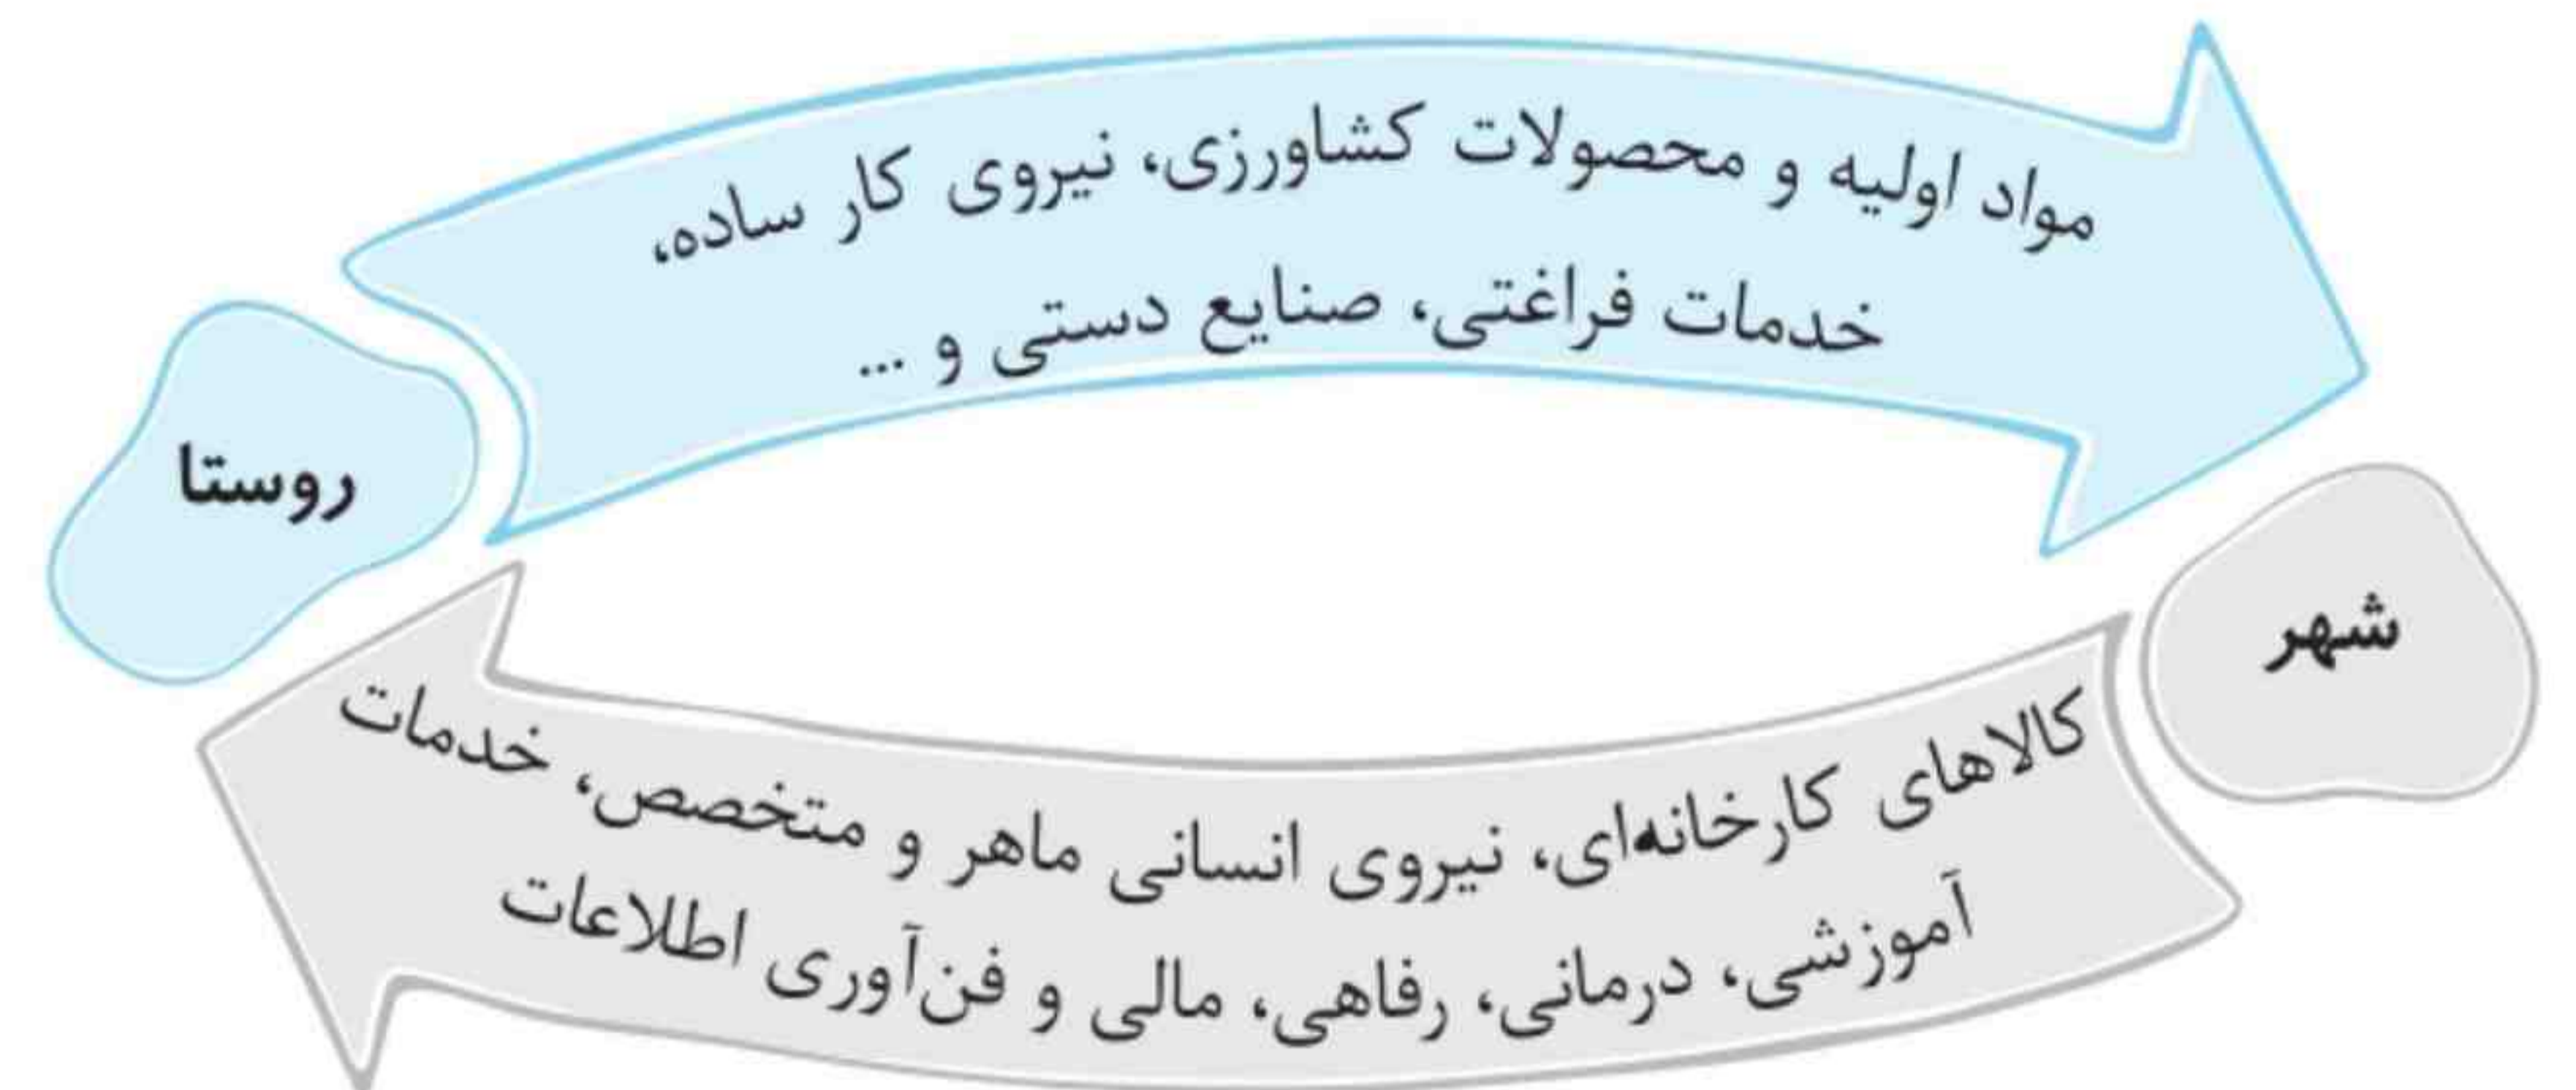 مواد اولیه و محصولات کشاورزی، نیروی کار ساده،
خدمات فراغتی، صنایع دستی و ...
روستا
شهر
کالاهای کارخانه‌ای، نیروی انسانی ماهر و متخصص، خدمات
آموزشی، درمانی، رفاهی، مالی و فن‌آوری اطلاعات